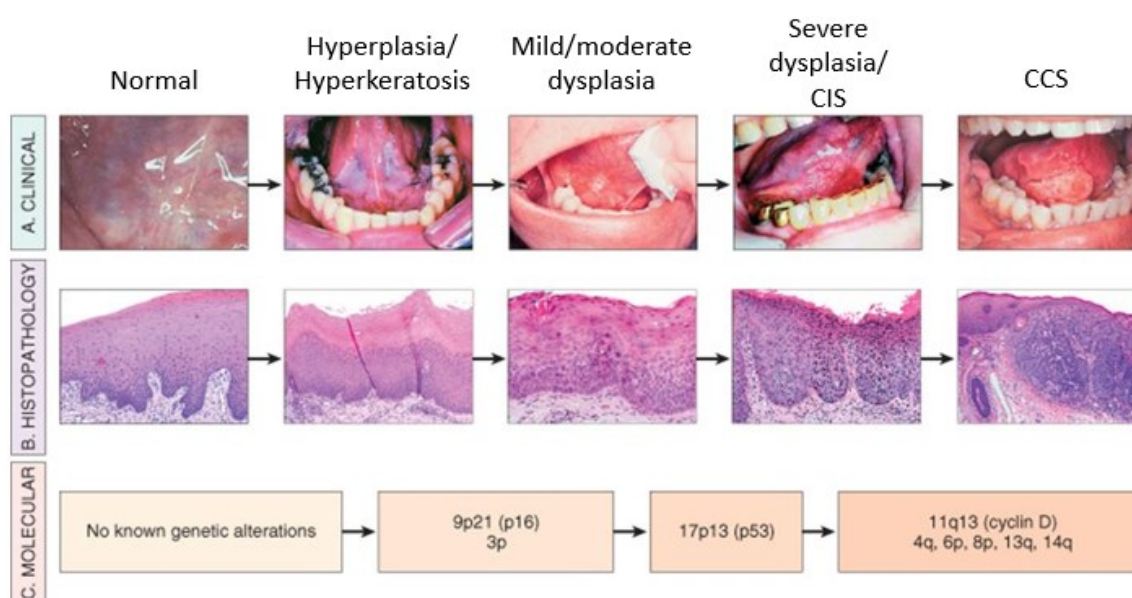 Normal
Hyperplasia/
Hyperkeratosis
Mild/moderate
dysplasia
Severe
dysplasia/
CIS
CCS
A. CLINICAL
B. HISTOPATHOLOGY
C. MOLECULAR
No known genetic alterations
9p21 (p16)
3p
17p13 (p53)
11q13 (cyclin D)
4q, 6p, 8p, 13q, 14q